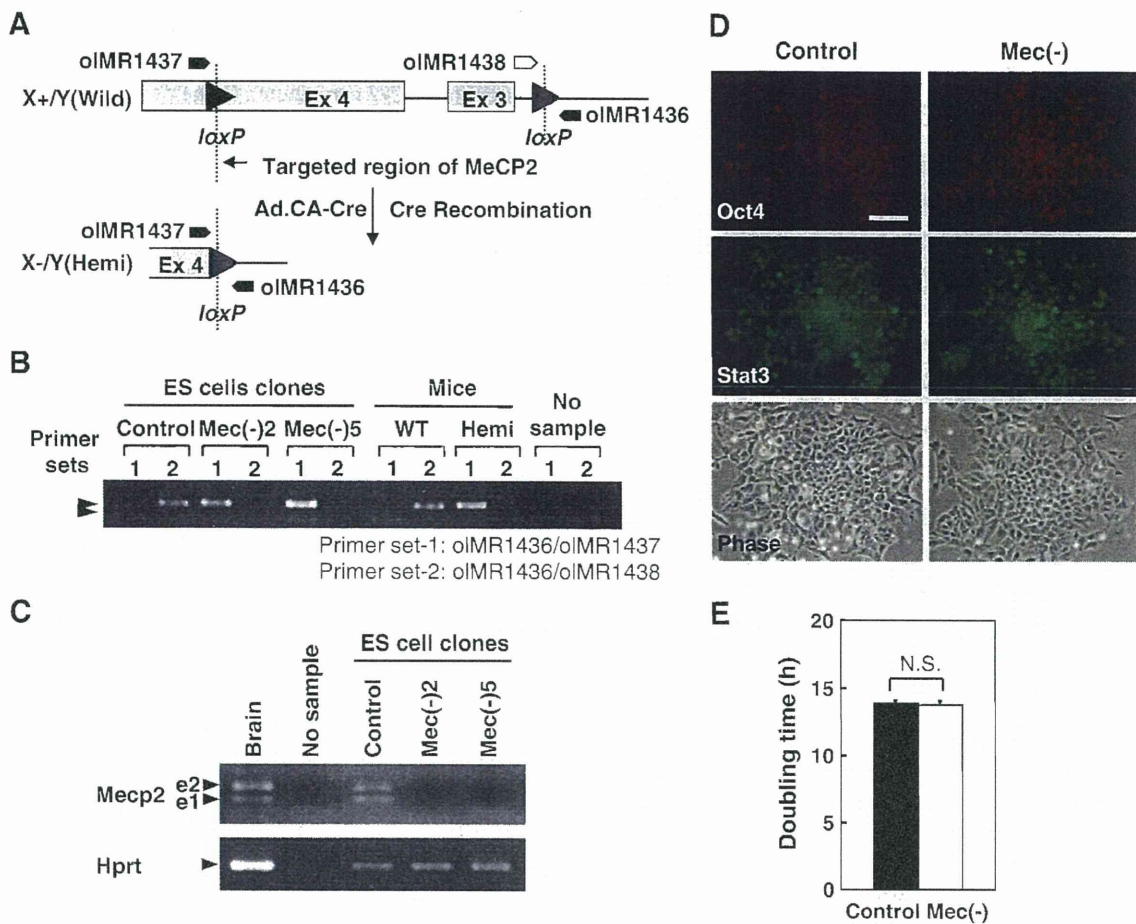 A
olMR1437
olMR1438
X+/Y(Wild)
Ex 4
Ex 3
olMR1436
loxP
loxP
Targeted region of MeCP2
Ad.CA-Cre
Cre Recombination
olMR1437
X-/Y(Hemi)
Ex 4
olMR1436
loxP
B
ES cells clones
Mice
No sample
Control Mec(-)2 Mec(-)5
WT Hemi
Primer sets
1 2 1 2 1 2 1 2 1 2 1 2
Primer set-1: olMR1436/olMR1437
Primer set-2: olMR1436/olMR1438
C
ES cell clones
Brain
No sample
Control
Mec(-)2
Mec(-)5
Mecp2
e2
e1
Hprt
D
Control
Mec(-)
Oct4
Stat3
Phase
E
Doubling time (h)
20
15
10
5
0
N.S.
Control Mec(-)